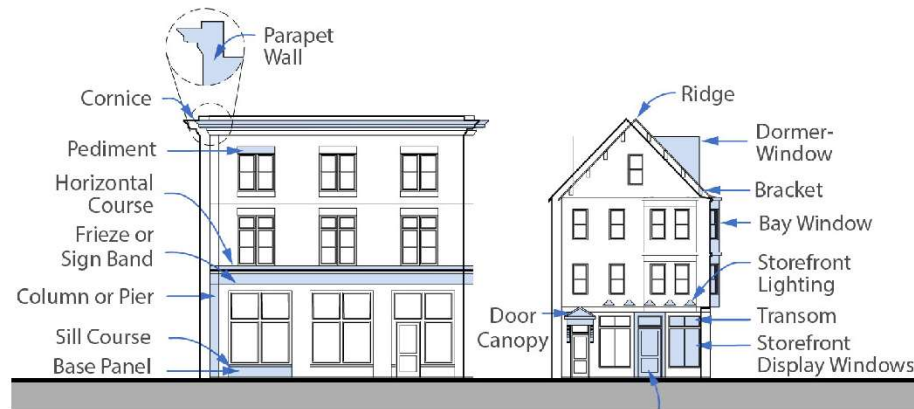 Parapet
Wall
Cornice
Pediment
Horizontal
Course
Frieze or
Sign Band
Column or Pier
Sill Course
Base Panel
Ridge
Dormer-
Window
Bracket
Bay Window
Storefront
Lighting
Door
Canopy
Transom
Storefront
Display Windows